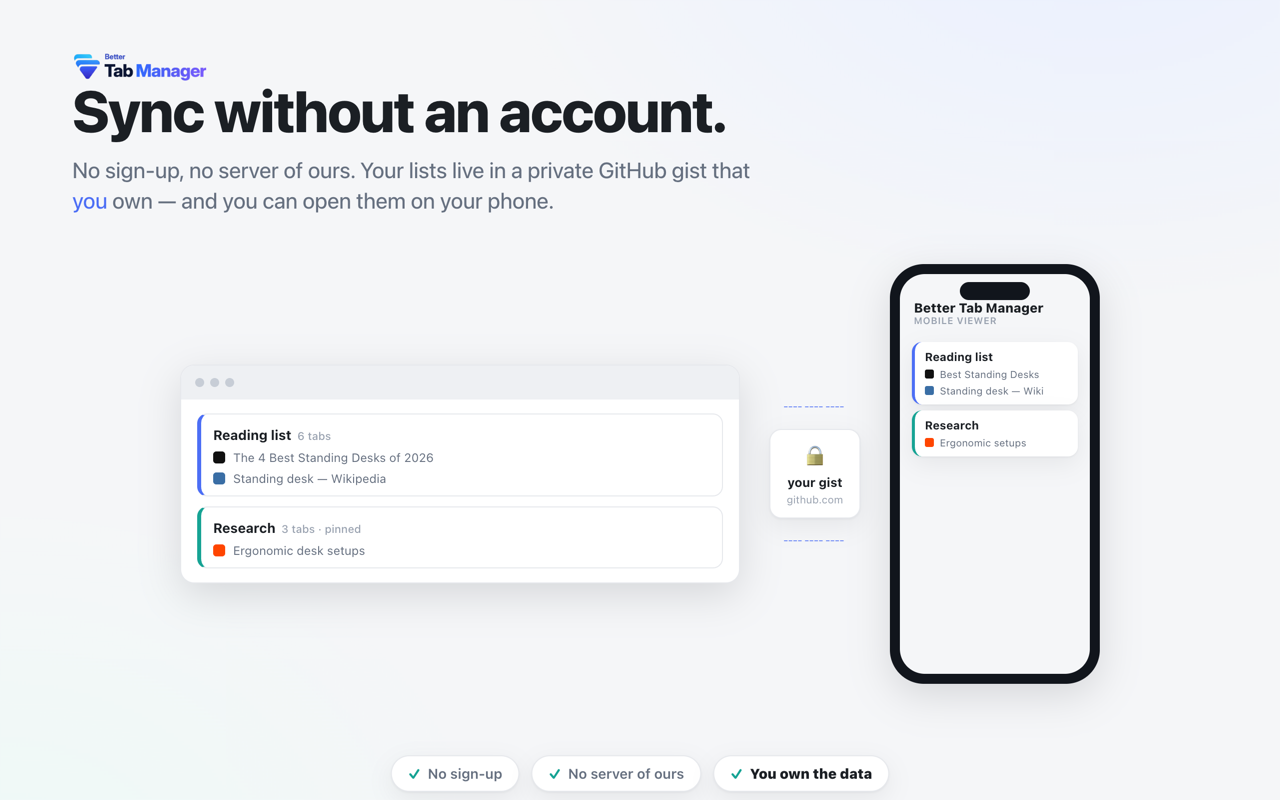 Better
Tab Manager
Sync without an account.
No sign-up, no server of ours. Your lists live in a private GitHub gist that
you own — and you can open them on your phone.
Reading list 6 tabs
The 4 Best Standing Desks of 2026
Standing desk — Wikipedia
Research 3 tabs · pinned
Ergonomic desk setups
your gist
github.com
Better Tab Manager
MOBILE VIEWER
Reading list
Best Standing Desks
Standing desk — Wiki
Research
Ergonomic setups
No sign-up
No server of ours
You own the data